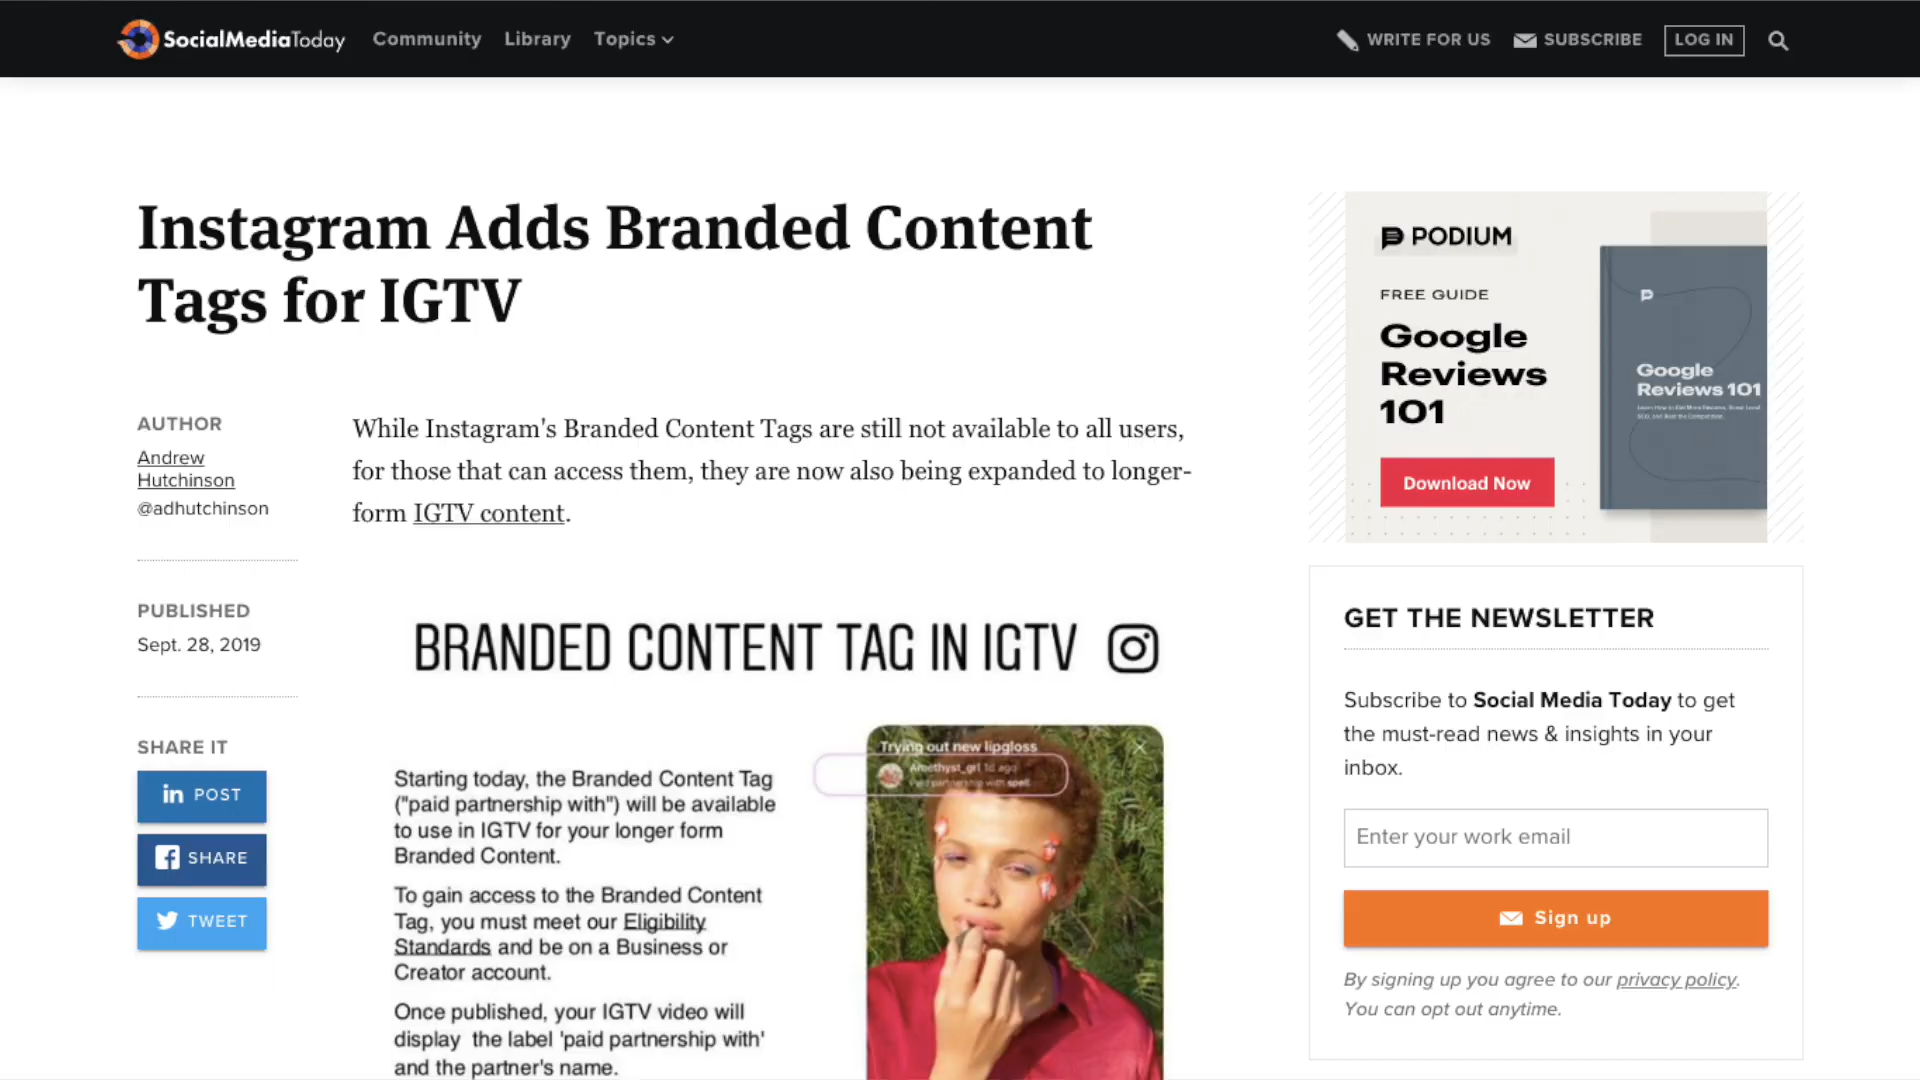 SocialMediaToday
Community
Library
Topics
WRITE FOR US
SUBSCRIBE
LOG IN
Instagram Adds Branded Content
Tags for IGTV
AUTHOR
Andrew
Hutchinson
@adhutchinson
PUBLISHED
Sept. 28, 2019
SHARE IT
in POST
SHARE
TWEET
While Instagram's Branded Content Tags are still not available to all users,
for those that can access them, they are now also being expanded to longer-
form IGTV content.
BRANDED CONTENT TAG IN IGTV
Starting today, the Branded Content Tag
("paid partnership with") will be available
to use in IGTV for your longer form
Branded Content.
To gain access to the Branded Content
Tag, you must meet our Eligibility
Standards and be on a Business or
Creator account.
Once published, your IGTV video will
display the label 'paid partnership with'
and the partner's name.
Trying out new lipgloss
Amethyst_grl 1d ago
Paid partnership with spell
PODIUM
FREE GUIDE
Google
Reviews
101
Download Now
Google
Reviews 101
GET THE NEWSLETTER
Subscribe to Social Media Today to get
the must-read news & insights in your
inbox.
Enter your work email
Sign up
By signing up you agree to our privacy policy.
You can opt out anytime.